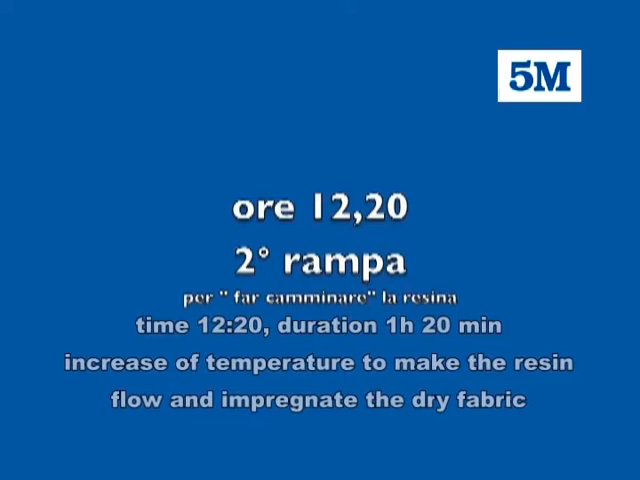 5M
ore 12,20
2° rampa
per " far camminare" la resina
time 12:20, duration 1h 20 min
increase of temperature to make the resin
flow and impregnate the dry fabric